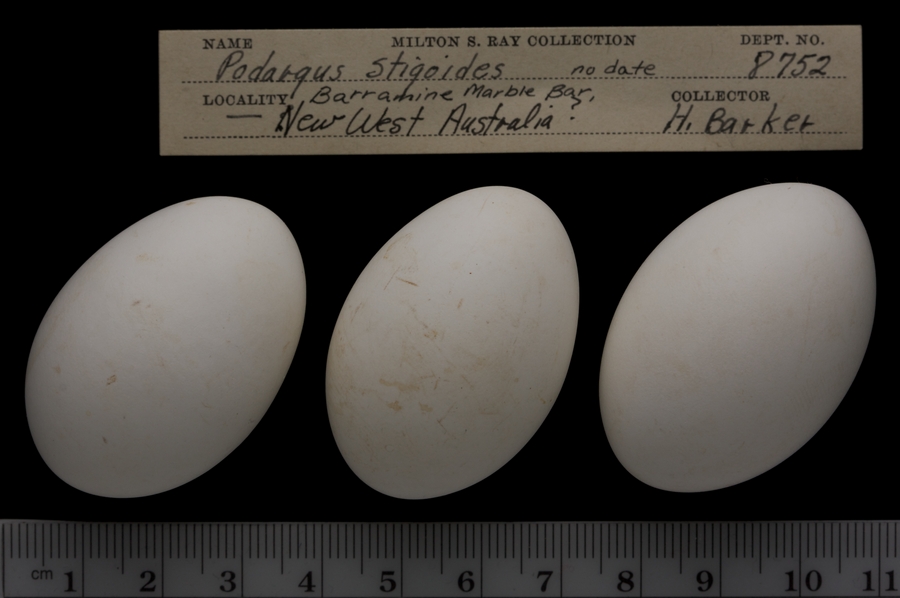 NAME MILTON S. RAY COLLECTION DEPT. NO.
Podargus Stigoides no date 8752
LOCALITY Barramine Marble Bar, COLLECTOR
— New West Australia. H. Barker
cm 1 2 3 4 5 6 7 8 9 10 11